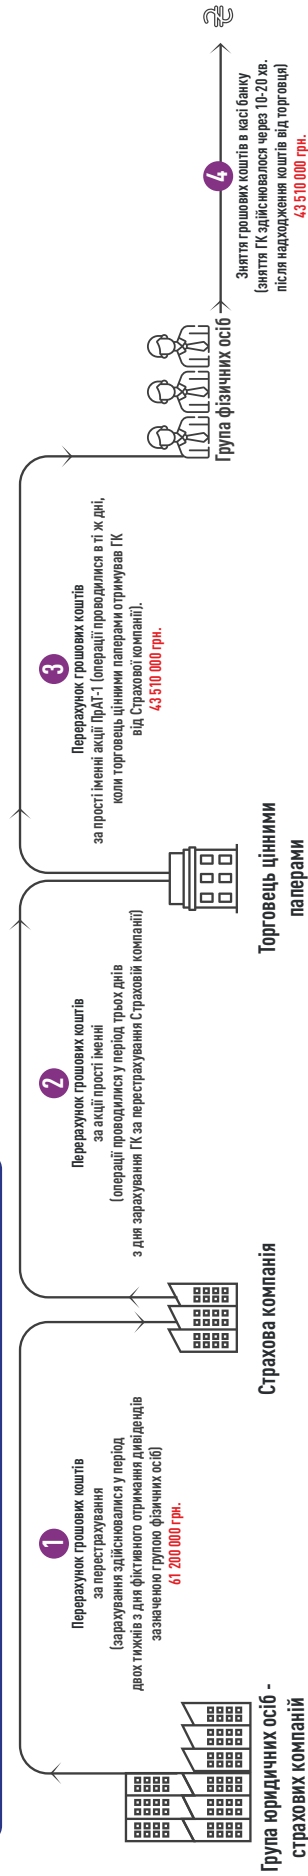 1
Перерахунок грошових коштів
за перестрахування
(зарахування здійснювалися у період
двох тижнів з дня фіктивного отримання дивідендів
зазначеною групою фізичних осіб)
61 200 000 грн.
Група юридичних осіб -
страхових компаній
2
Перерахунок грошових коштів
за акції прості іменні
(операції проводилися у період трьох днів
з дня зарахування ГК за перестрахування Страховій компанії)
Страхова компанія
3
Перерахунок грошових коштів
за прості іменні акції ПрАТ-1 (операції проводилися в ті ж дні,
коли торговець цінними паперами отримував ГК
від Страхової компанії).
43 510 000 грн.
Торговець цінними
паперами
Група фізичних осіб
4
Зняття грошових коштів в касі банку
(зняття ГК здійснювалося через 10-20 хв.
після надходження коштів від торговця)
43 510 000 грн.
₴